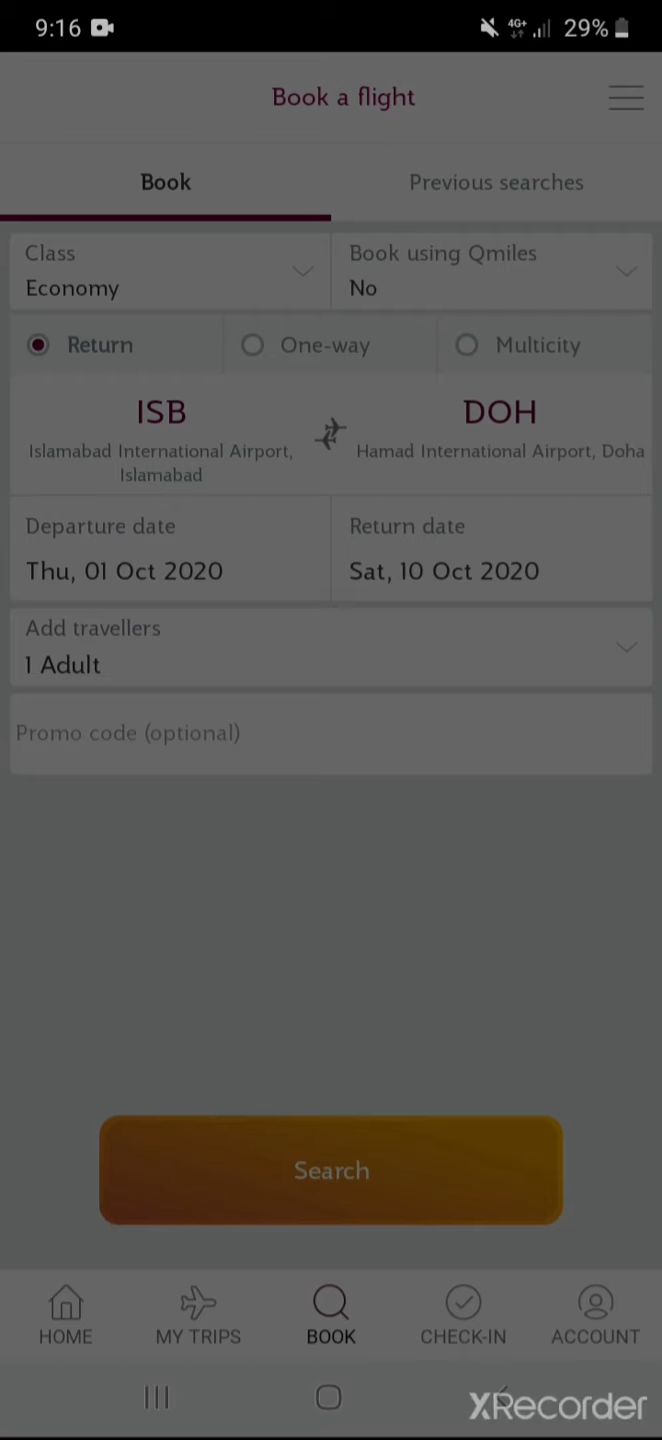 9:16
4G+
29%
Book a flight
Book
Previous searches
Class
Economy
Book using Qmiles
No
Return
One-way
Multicity
ISB
DOH
Islamabad International Airport,
Islamabad
Hamad International Airport, Doha
Departure date
Thu, 01 Oct 2020
Return date
Sat, 10 Oct 2020
Add travellers
1 Adult
Promo code (optional)
Search
HOME
MY TRIPS
BOOK
CHECK-IN
ACCOUNT
XRecorder